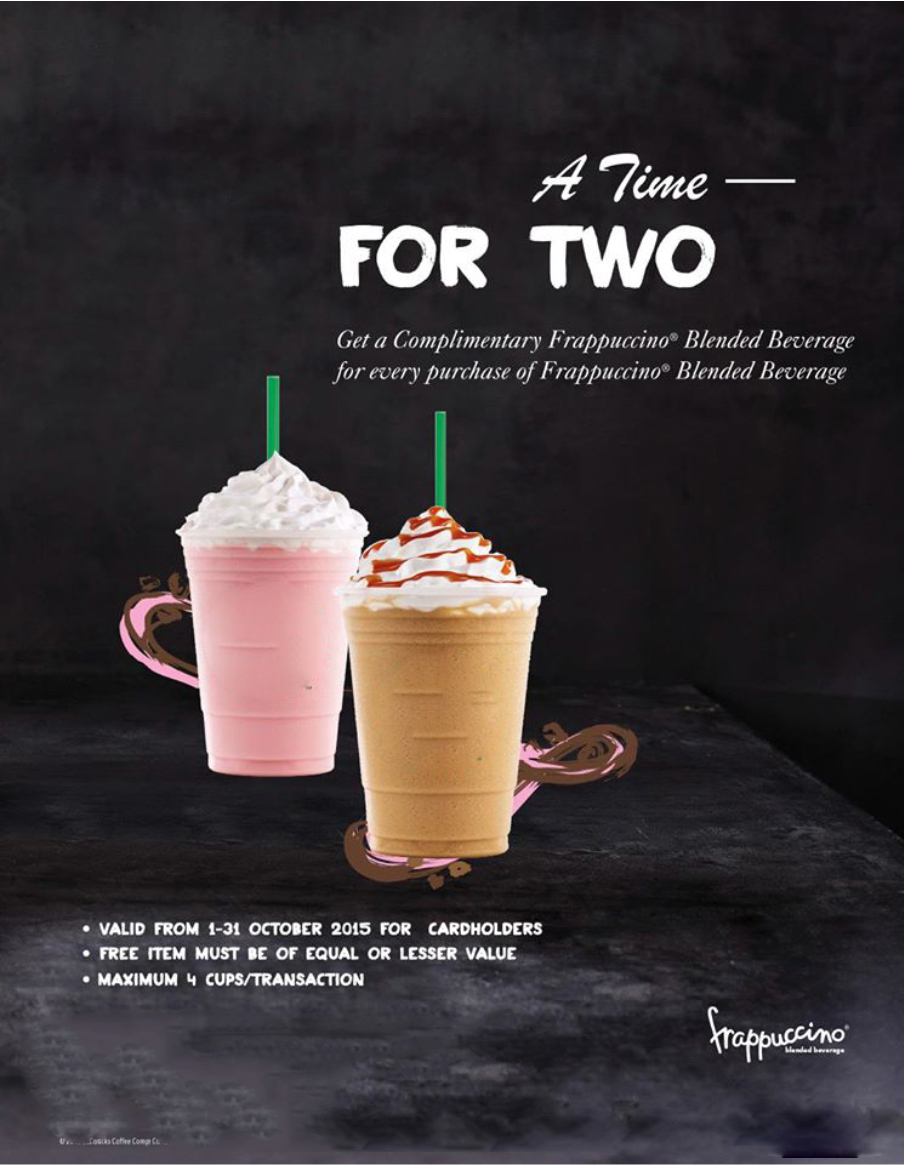 A Time
FOR TWO
Get a Complimentary Frappuccino® Blended Beverage
for every purchase of Frappuccino® Blended Beverage
• VALID FROM 1-31 OCTOBER 2015 FOR CARDHOLDERS
• FREE ITEM MUST BE OF EQUAL OR LESSER VALUE
• MAXIMUM 4 CUPS/TRANSACTION
frappuccino®
blended beverage
Coffee